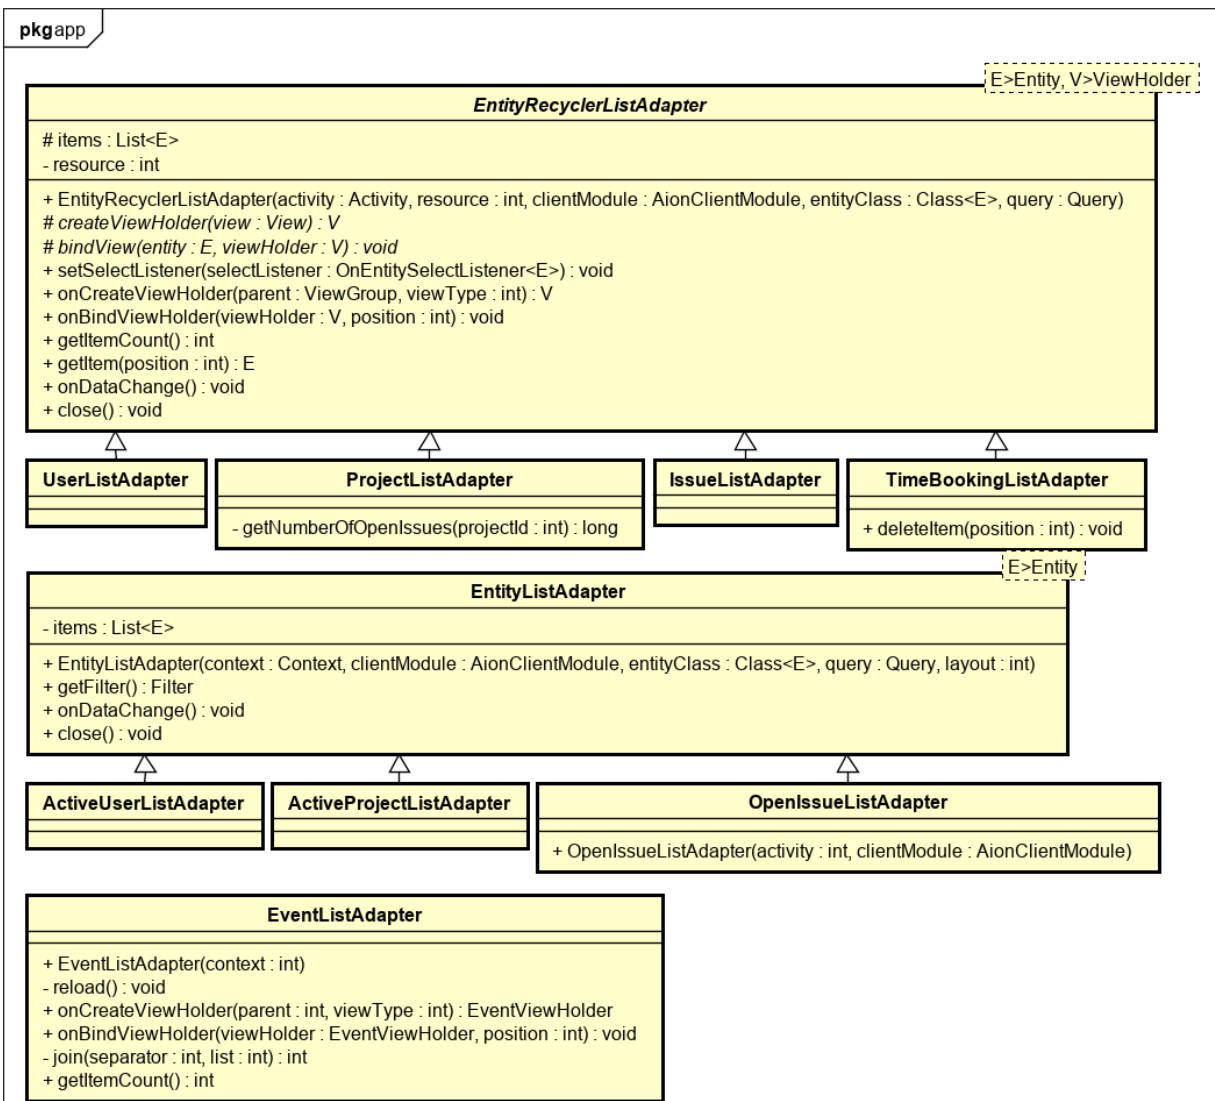 pkg app
E>Entity, V>ViewHolder
EntityRecyclerListAdapter
# items : List<E>
- resource : int
+ EntityRecyclerListAdapter(activity : Activity, resource : int, clientModule : AionClientModule, entityClass : Class<E>, query : Query)
# createViewHolder(view : View) : V
# bindView(entity : E, viewHolder : V) : void
+ setSelectListener(selectListener : OnEntitySelectListener<E>) : void
+ onCreateViewHolder(parent : ViewGroup, viewType : int) : V
+ onBindViewHolder(viewHolder : V, position : int) : void
+ getItemCount() : int
+ getItem(position : int) : E
+ onDataChange() : void
+ close() : void
UserListAdapter
ProjectListAdapter
- getNumberOfOpenIssues(projectId : int) : long
IssueListAdapter
TimeBookingListAdapter
+ deleteItem(position : int) : void
E>Entity
EntityListAdapter
- items : List<E>
+ EntityListAdapter(context : Context, clientModule : AionClientModule, entityClass : Class<E>, query : Query, layout : int)
+ getFilter() : Filter
+ onDataChange() : void
+ close() : void
ActiveUserListAdapter
ActiveProjectListAdapter
OpenIssueListAdapter
+ OpenIssueListAdapter(activity : int, clientModule : AionClientModule)
EventListAdapter
+ EventListAdapter(context : int)
- reload() : void
+ onCreateViewHolder(parent : int, viewType : int) : EventViewHolder
+ onBindViewHolder(viewHolder : EventViewHolder, position : int) : void
- join(separator : int, list : int) : int
+ getItemCount() : int